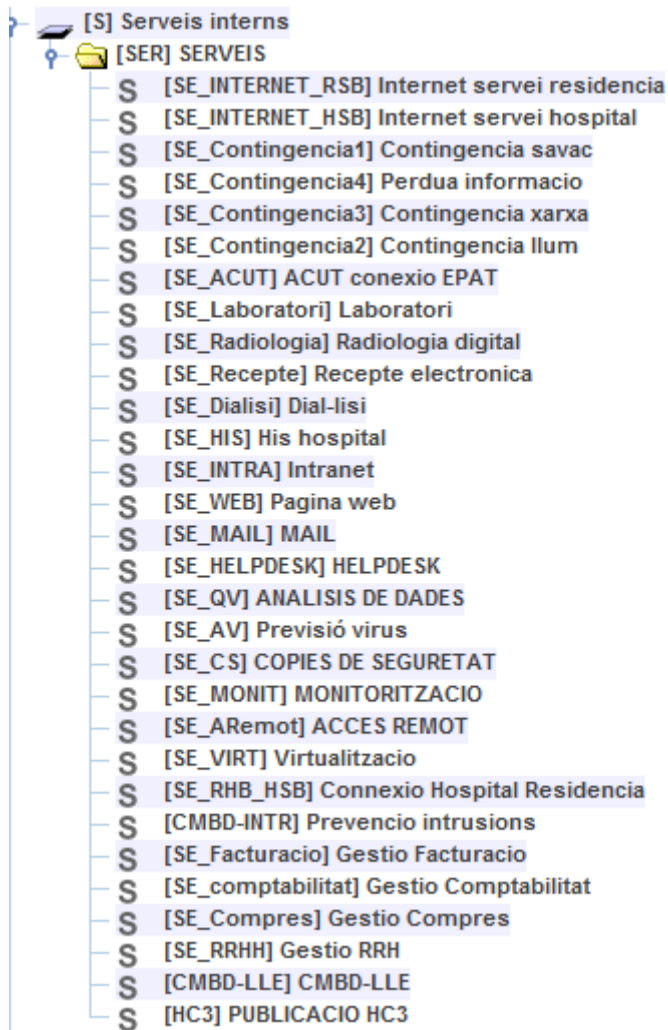 [S] Serveis interns
[SER] SERVEIS
S [SE_INTERNET_RSB] Internet servei residencia
S [SE_INTERNET_HSB] Internet servei hospital
S [SE_Contingencia1] Contingencia savac
S [SE_Contingencia4] Perdua informacio
S [SE_Contingencia3] Contingencia xarxa
S [SE_Contingencia2] Contingencia llum
S [SE_ACUT] ACUT conexio EPAT
S [SE_Laboratori] Laboratori
S [SE_Radiologia] Radiologia digital
S [SE_Recepte] Recepte electronica
S [SE_Dialisi] Dial-lisi
S [SE_HIS] His hospital
S [SE_INTRA] Intranet
S [SE_WEB] Pagina web
S [SE_MAIL] MAIL
S [SE_HELPDESK] HELPDESK
S [SE_QV] ANALISIS DE DADES
S [SE_AV] Previsió virus
S [SE_CS] COPIES DE SEGURETAT
S [SE_MONIT] MONITORITZACIO
S [SE_ARemot] ACCES REMOT
S [SE_VIRT] Virtualitzacio
S [SE_RHB_HSB] Connexio Hospital Residencia
S [CMBD-INTR] Prevencio intrusions
S [SE_Facturacio] Gestio Facturacio
S [SE_comptabilitat] Gestio Comptabilitat
S [SE_Compres] Gestio Compres
S [SE_RRHH] Gestio RRH
S [CMBD-LLE] CMBD-LLE
S [HC3] PUBLICACIO HC3